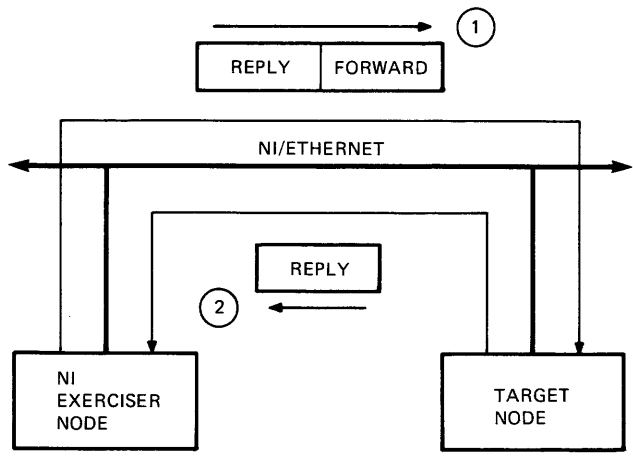 1
REPLY FORWARD
NI/ETHERNET
REPLY
2
NI
EXERCISER
NODE
TARGET
NODE